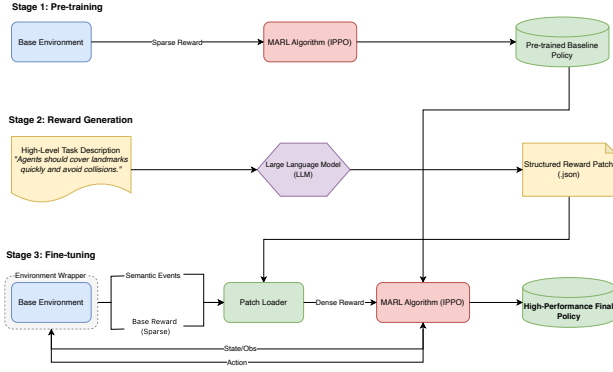 Stage 1: Pre-training
Base Environment
Sparse Reward
MARL Algorithm (IPPO)
Pre-trained Baseline
Policy
Stage 2: Reward Generation
High-Level Task Description
"Agents should cover landmarks
quickly and avoid collisions."
Large Language Model
(LLM)
Structured Reward Patch
(.json)
Stage 3: Fine-tuning
Environment Wrapper
Base Environment
Semantic Events
Base Reward
(Sparse)
Patch Loader
Dense Reward
MARL Algorithm (IPPO)
High-Performance Final
Policy
State/Obs
Action